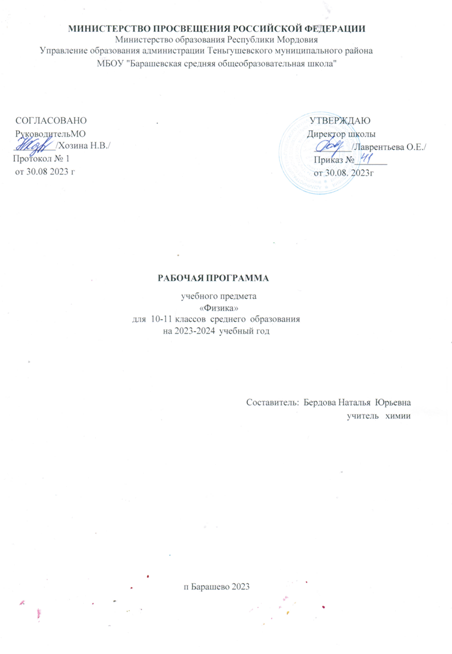 МИНИСТЕРСТВО ПРОСВЕЩЕНИЯ РОССИЙСКОЙ ФЕДЕРАЦИИ
Министерство образования Республики Мордовия
Управление образования администрации Теньгушевского муниципального района
МБОУ "Барашевская средняя общеобразовательная школа"
СОГЛАСОВАНО
РуководительМО
/Хозина Н.В./
Протокол № 1
от 30.08 2023 г
УТВЕРЖДАЮ
Директор школы
/Лаврентьева О.Е./
Приказ № 41
от 30.08. 2023г
РАБОЧАЯ ПРОГРАММА
учебного предмета
«Физика»
для 10-11 классов среднего образования
на 2023-2024 учебный год
Составитель: Бердова Наталья Юрьевна
учитель химии
п Барашево 2023